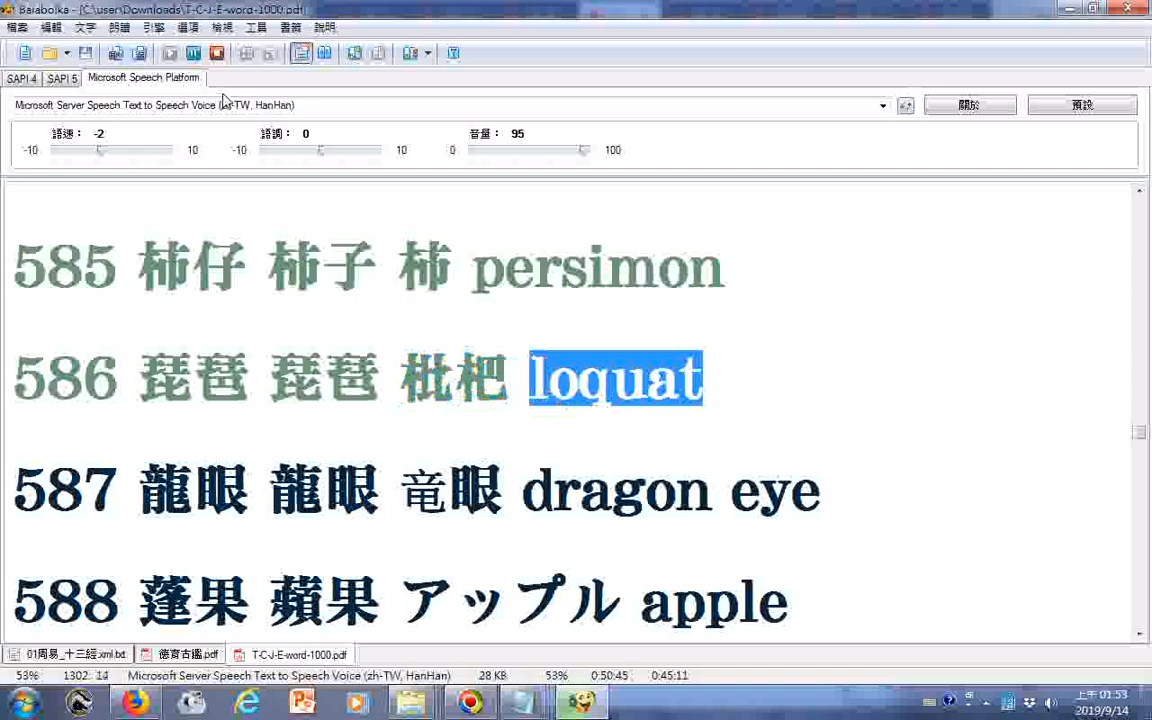 Balabolka - [C:\user\Downloads\T-C-J-E-word-1000.pdf]
檔案 編輯 文字 朗讀 引擎 選項 檢視 工具 書籤 說明
SAPI 4 SAPI 5 Microsoft Speech Platform
Microsoft Server Speech Text to Speech Voice (zh-TW, HanHan) 關於 預設
語速： -2 語調： 0 音量： 95
-10 10 -10 10 0 100
585 柿仔 柿子 柿 persimon
586 琵琶 琵琶 枇杷 loquat
587 龍眼 龍眼 竜眼 dragon eye
588 蓬果 蘋果 アップル apple
01周易_十三經.xml.txt 德育古鑑.pdf T-C-J-E-word-1000.pdf
53% 1302: 14 Microsoft Server Speech Text to Speech Voice (zh-TW, HanHan) 28 KB 53% 0:50:45 0:45:11
上午 01:53
2019/9/14